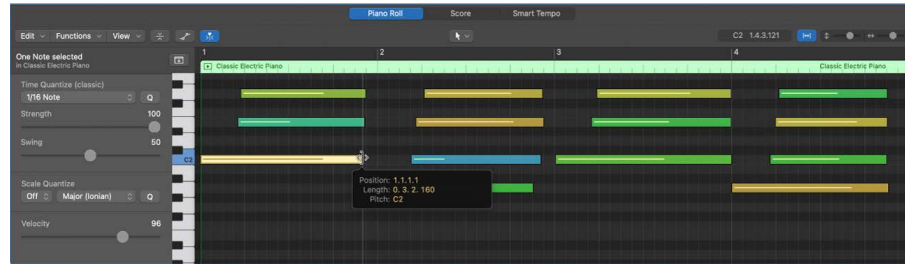 Piano Roll Score Smart Tempo
Edit Functions View C2 1.4.3.121
One Note selected
in Classic Electric Piano
1 2 3 4
Classic Electric Piano Classic Electric Piano
Time Quantize (classic)
1/16 Note Q
Strength 100
Swing 50
C2
Scale Quantize
Off Major (Ionian) Q
Velocity 96
Position: 1.1.1.1
Length: 0. 3. 2. 160
Pitch: C2